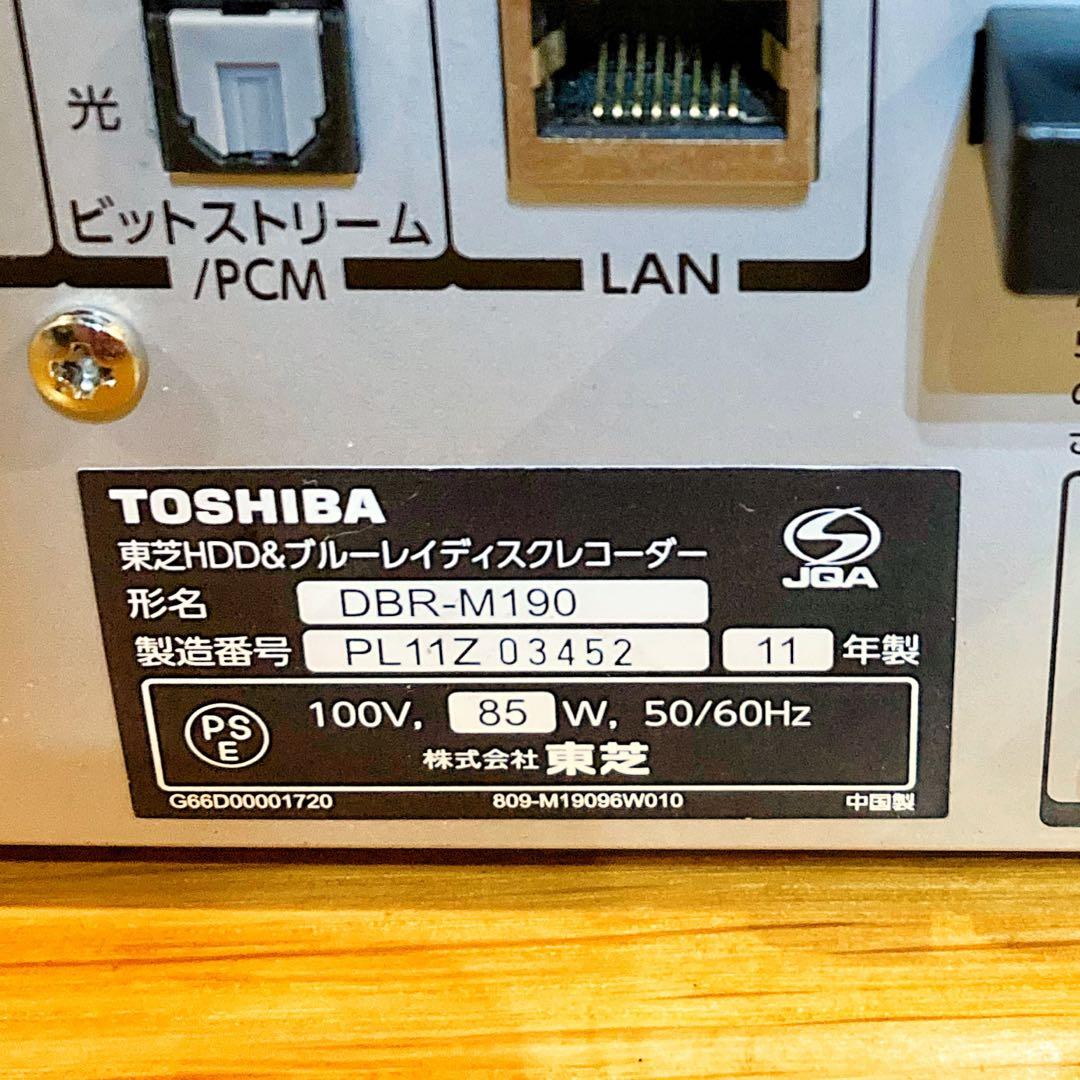 光
ビットストリーム
/PCM
LAN
TOSHIBA
東芝HDD&ブルーレイディスクレコーダー
JQA
形名 DBR-M190
製造番号 PL11Z 03452 11 年製
PS
E
100V, 85 W, 50/60Hz
株式会社 東芝
G66D00001720 809-M19096W010 中国製